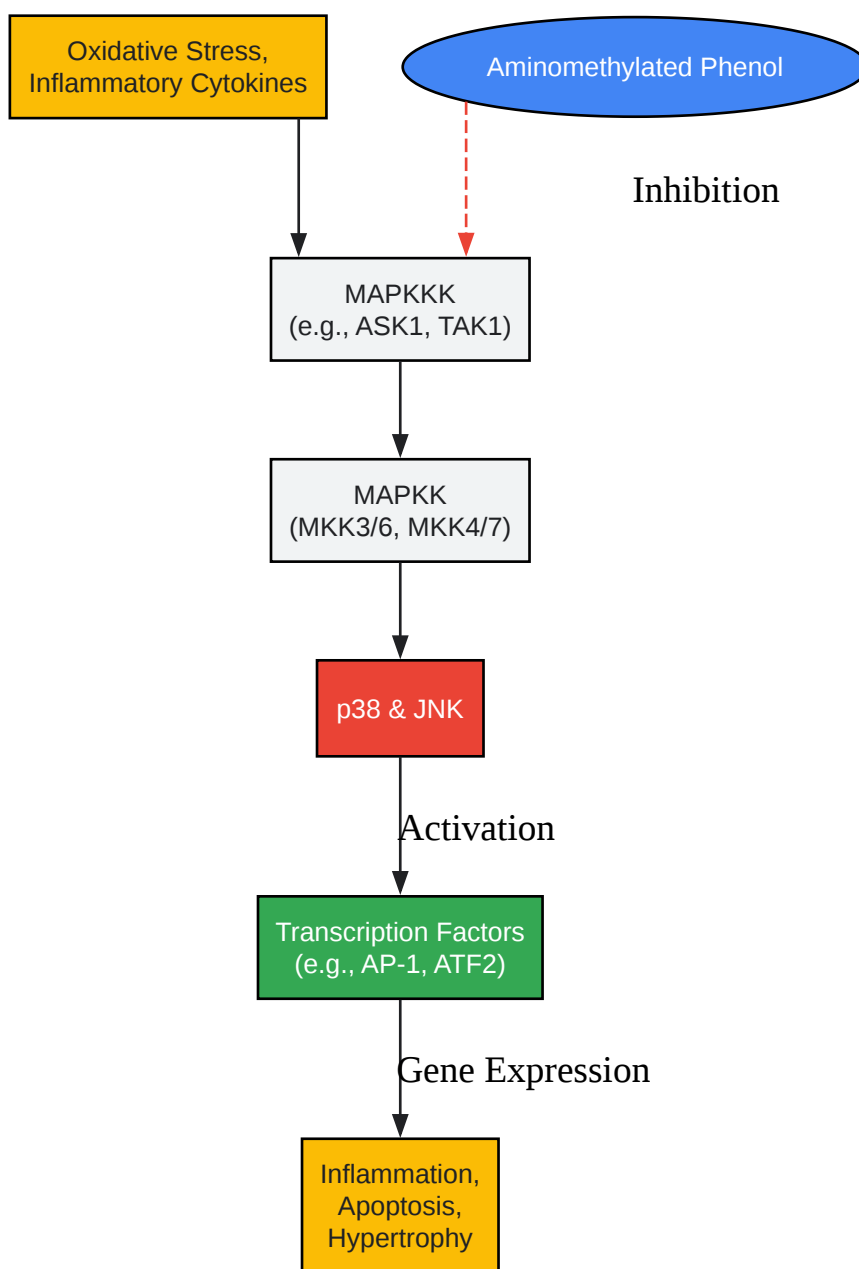 Oxidative Stress,
Inflammatory Cytokines
Aminomethylated Phenol
Inhibition
MAPKKK
(e.g., ASK1, TAK1)
MAPKK
(MKK3/6, MKK4/7)
p38 & JNK
Activation
Transcription Factors
(e.g., AP-1, ATF2)
Gene Expression
Inflammation,
Apoptosis,
Hypertrophy